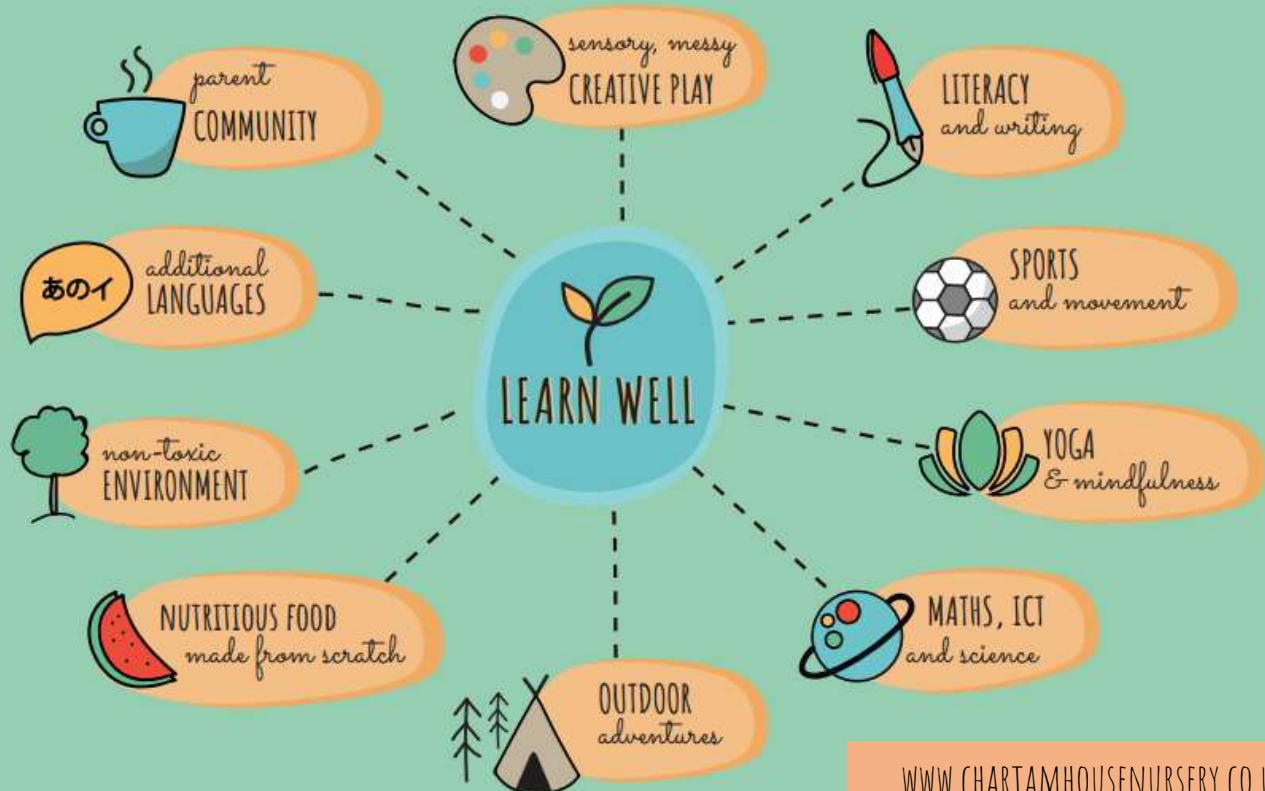 parent
COMMUNITY
sensory, messy
CREATIVE PLAY
LITERACY
and writing
あのイ
additional
LANGUAGES
SPORTS
and movement
LEARN WELL
non-toxic
ENVIRONMENT
YOGA
& mindfulness
NUTRITIOUS FOOD
made from scratch
MATHS, ICT
and science
OUTDOOR
adventures